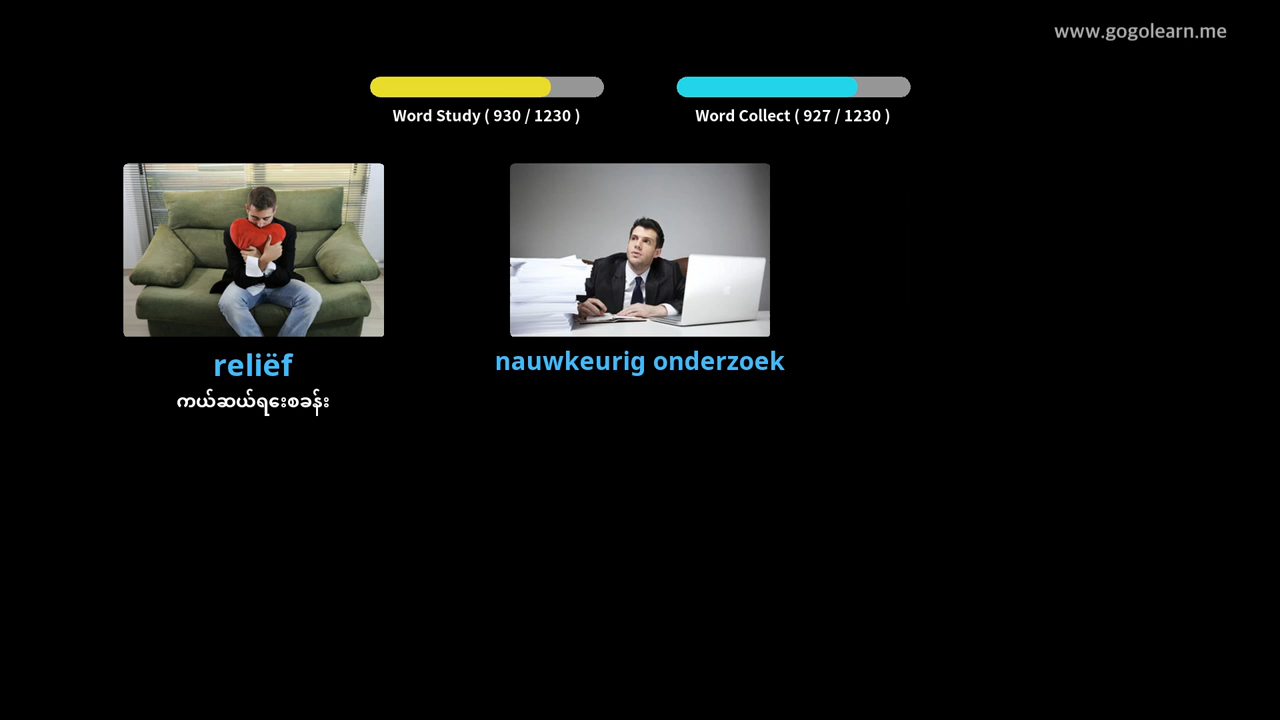 www.gogolearn.me
Word Study ( 930 / 1230 )
Word Collect ( 927 / 1230 )
reliëf
ကယ်ဆယ်ရေးစခန်း
nauwkeurig onderzoek